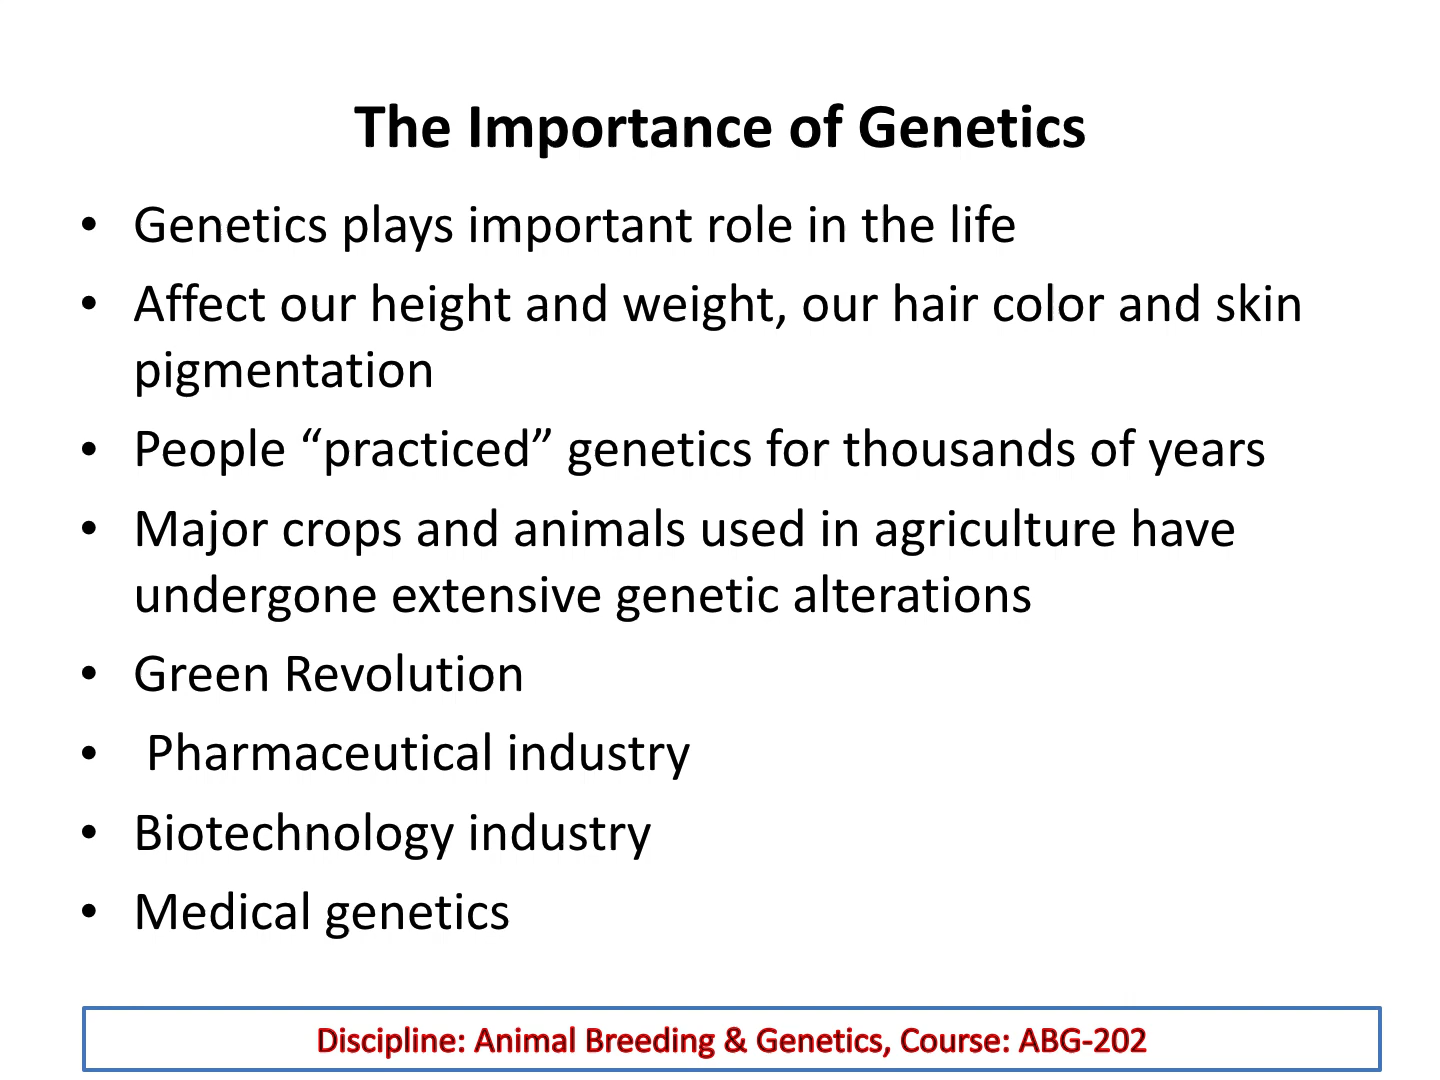 The Importance of Genetics
• Genetics plays important role in the life
• Affect our height and weight, our hair color and skin
pigmentation
• People “practiced” genetics for thousands of years
• Major crops and animals used in agriculture have
undergone extensive genetic alterations
• Green Revolution
• Pharmaceutical industry
• Biotechnology industry
• Medical genetics
Discipline: Animal Breeding & Genetics, Course: ABG-202